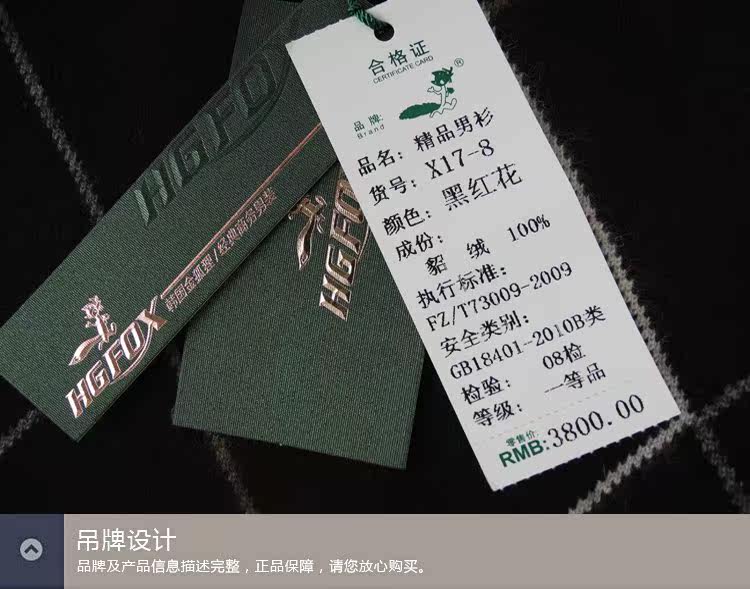 HGFOX
HGFOX
韩国金狐狸/经典商务男装
HGFOX
合格证
CERTIFICATE CARD
®
品牌:
Brand
品名: 精品男衫
货号: X17-8
颜色: 黑红花
成份:
貂 绒 100%
执行标准:
FZ/T73009-2009
安全类别:
GB18401-2010B类
检验: 08检
等级: 一等品
零售价:
RMB:3800.00
吊牌设计
品牌及产品信息描述完整，正品保障，请您放心购买。